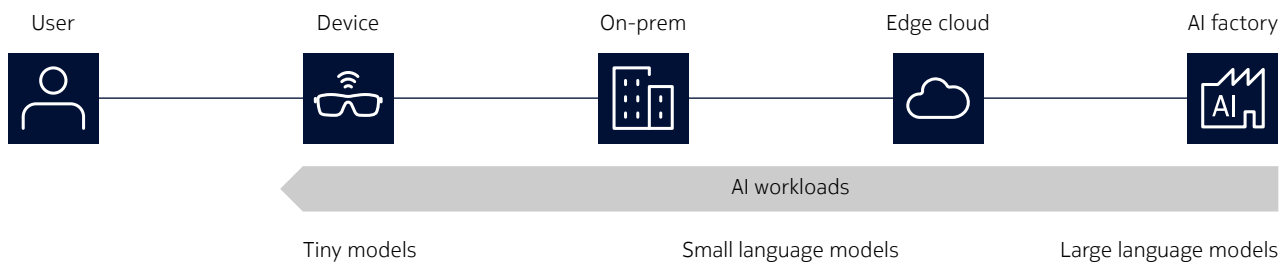 User
Device
On-prem
Edge cloud
AI factory
AI
AI workloads
Tiny models
Small language models
Large language models